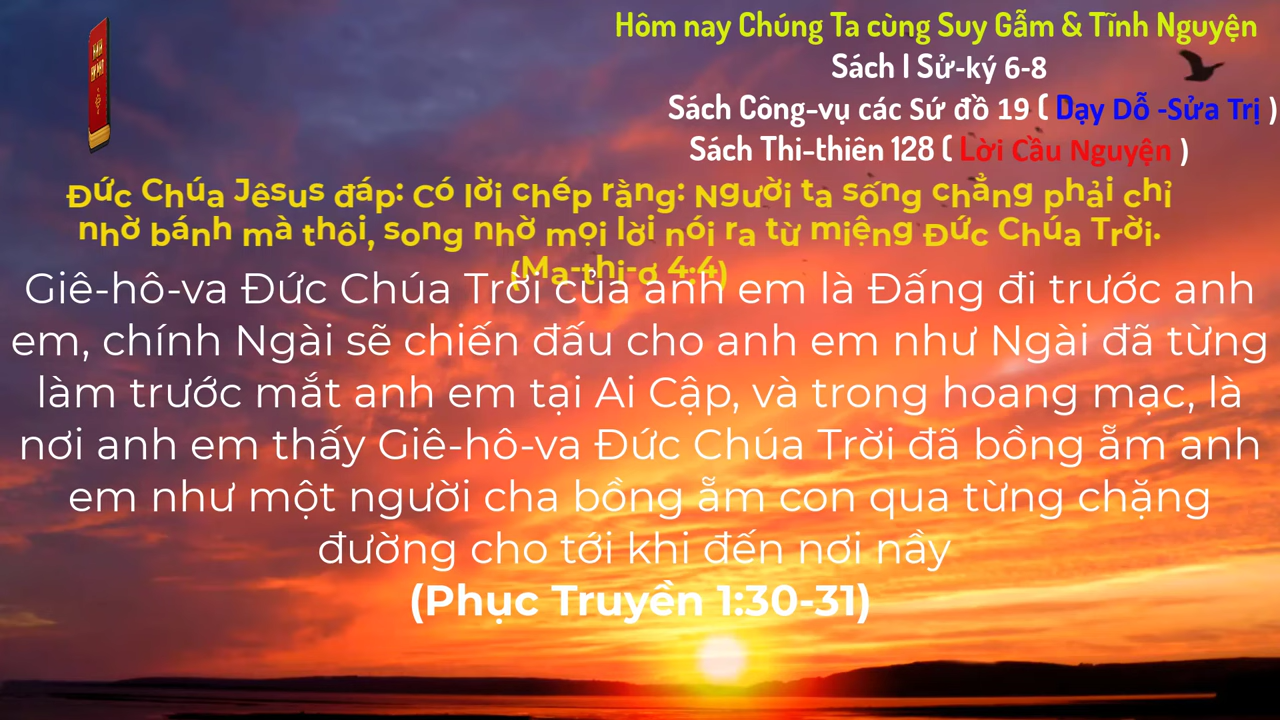 KINH THÁNH
Hôm nay Chúng Ta cùng Suy Gẫm & Tĩnh Nguyện
Sách I Sử-ký 6-8
Sách Công-vụ các Sứ đồ 19 ( Dạy Dỗ -Sửa Trị )
Sách Thi-thiên 128 ( Lời Cầu Nguyện )
Đức Chúa Jêsus đáp: Có lời chép rằng: Người ta sống chẳng phải chỉ
nhờ bánh mà thôi, song nhờ mọi lời nói ra từ miệng Đức Chúa Trời.
(Ma-thi-ơ 4:4)
Giê-hô-va Đức Chúa Trời của anh em là Đấng đi trước anh
em, chính Ngài sẽ chiến đấu cho anh em như Ngài đã từng
làm trước mắt anh em tại Ai Cập, và trong hoang mạc, là
nơi anh em thấy Giê-hô-va Đức Chúa Trời đã bồng ẵm anh
em như một người cha bồng ẵm con qua từng chặng
đường cho tới khi đến nơi nầy
(Phục Truyền 1:30-31)